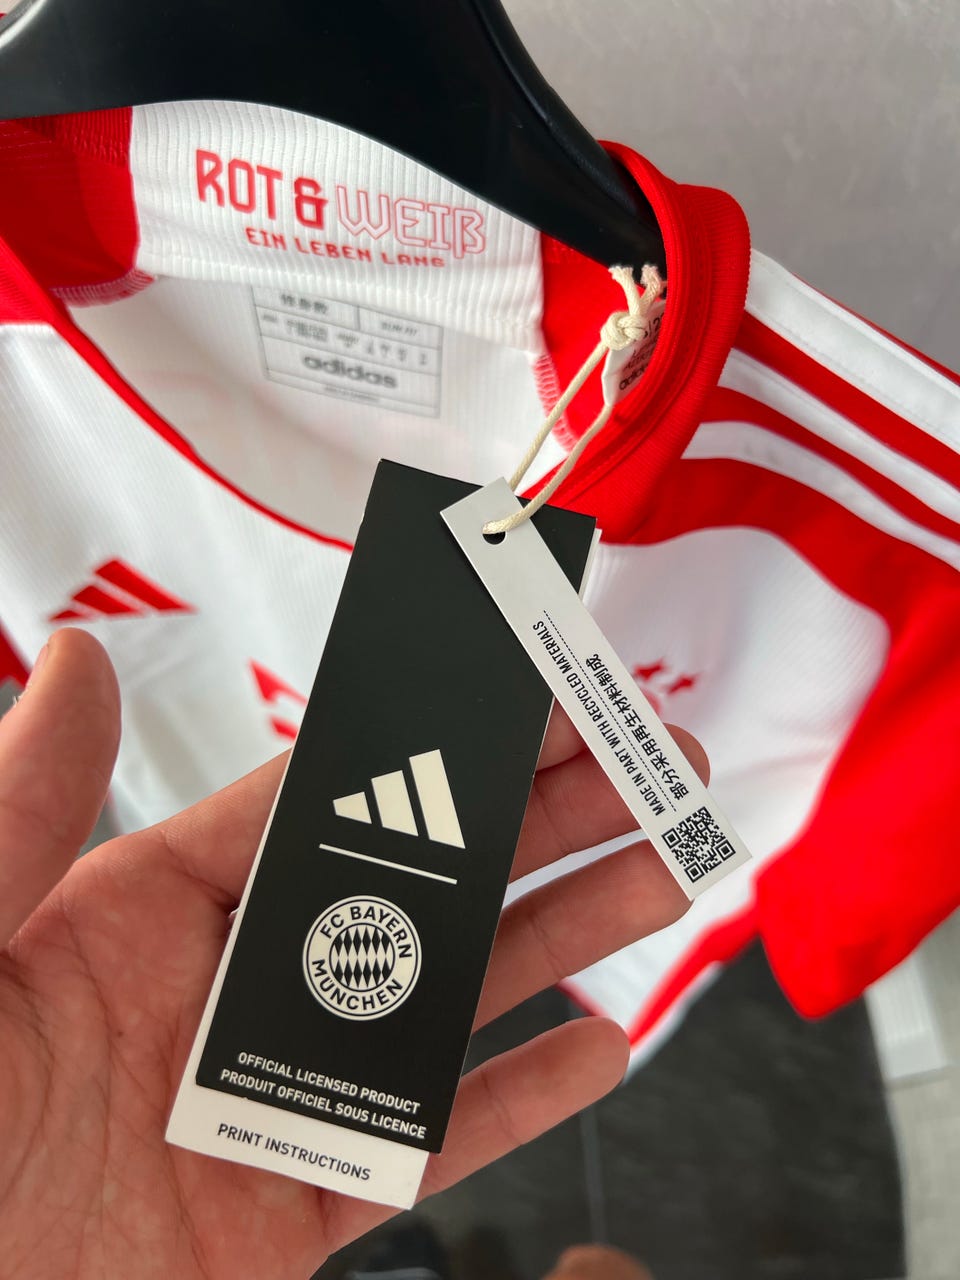 ROT & WEIß
EIN LEBEN LANG
adidas
MADE IN PART WITH RECYCLED MATERIALS
部分采用再生材料制成
FC BAYERN
MÜNCHEN
OFFICIAL LICENSED PRODUCT
PRODUIT OFFICIEL SOUS LICENCE
PRINT INSTRUCTIONS